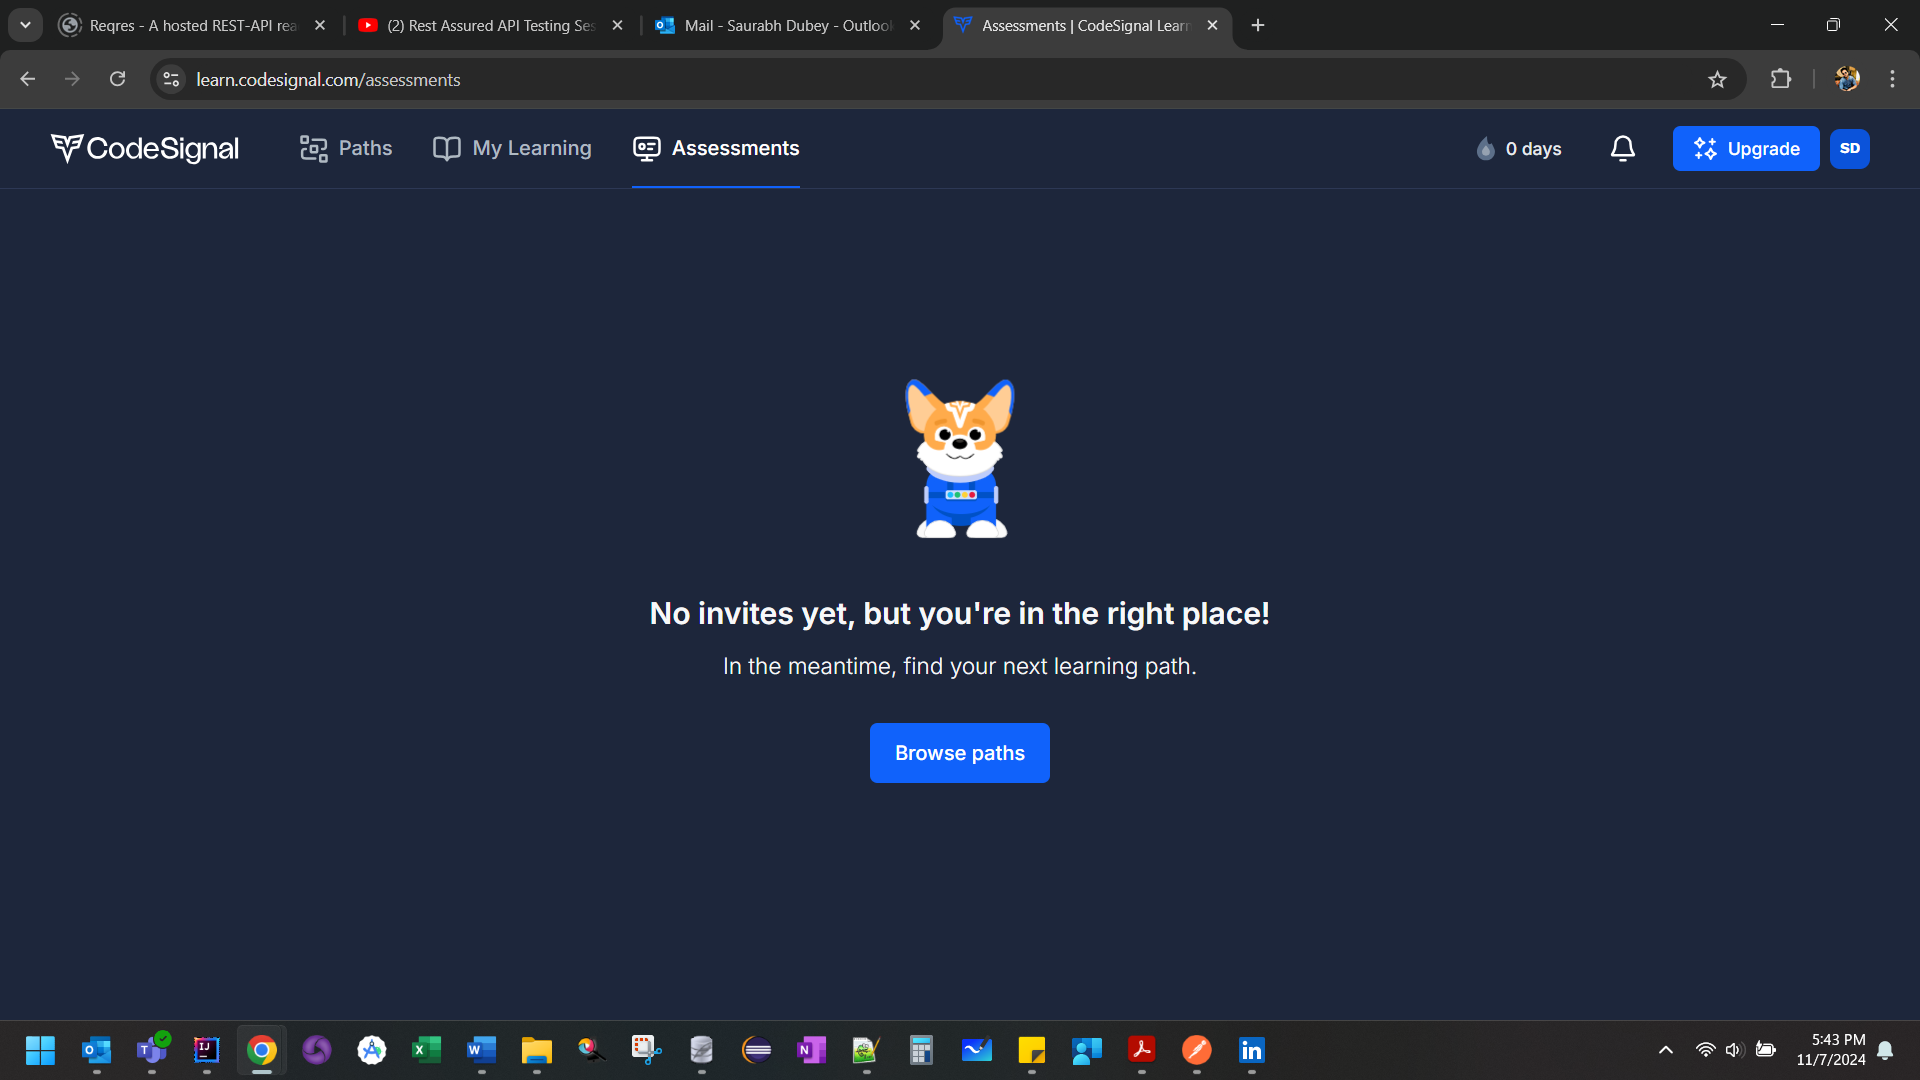 Reqres - A hosted REST-API rea
(2) Rest Assured API Testing Ses
Mail - Saurabh Dubey - Outlook
Assessments | CodeSignal Learn
learn.codesignal.com/assessments
CodeSignal
Paths
My Learning
Assessments
0 days
Upgrade
SD
No invites yet, but you're in the right place!
In the meantime, find your next learning path.
Browse paths
5:43 PM
11/7/2024